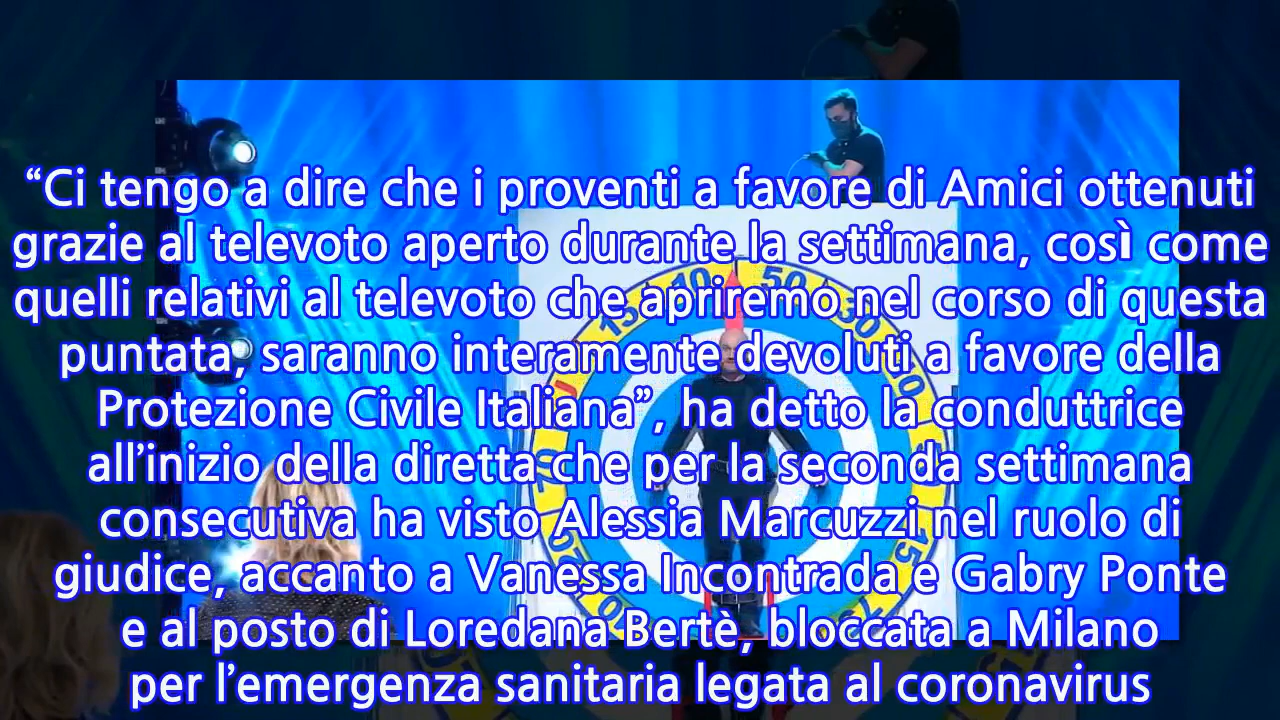 “Ci tengo a dire che i proventi a favore di Amici ottenuti
grazie al televoto aperto durante la settimana, così come
quelli relativi al televoto che apriremo nel corso di questa
puntata, saranno interamente devoluti a favore della
Protezione Civile Italiana”, ha detto la conduttrice
all’inizio della diretta che per la seconda settimana
consecutiva ha visto Alessia Marcuzzi nel ruolo di
giudice, accanto a Vanessa Incontrada e Gabry Ponte
e al posto di Loredana Bertè, bloccata a Milano
per l’emergenza sanitaria legata al coronavirus
10
50
30
15